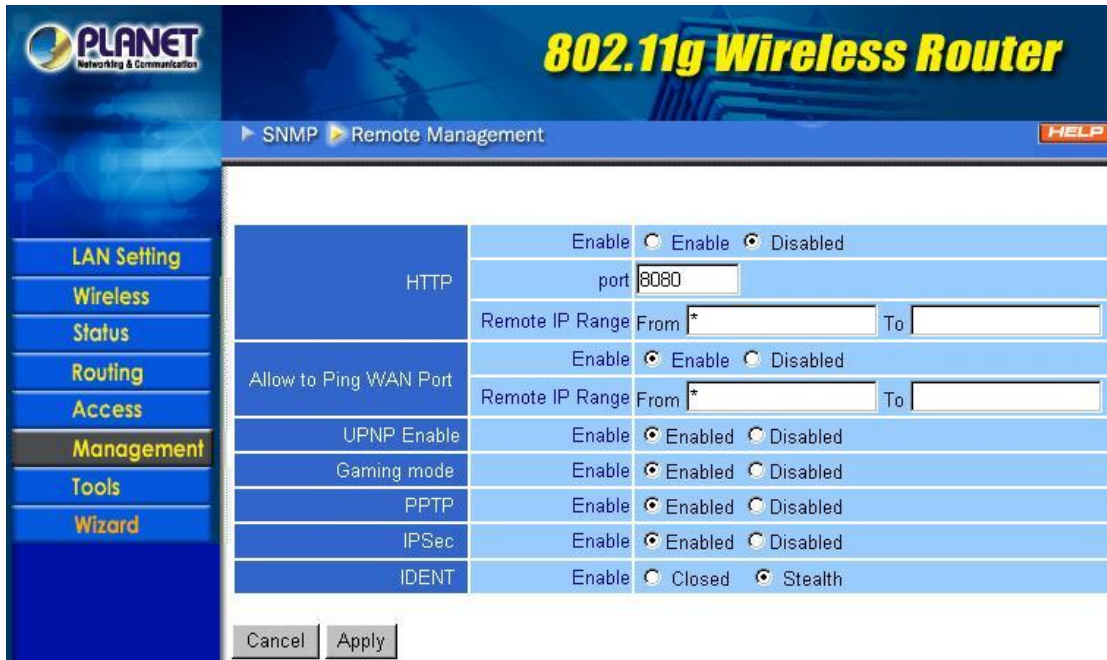 PLANET
Networking & Communication
802.11g Wireless Router
SNMP Remote Management
HELP
LAN Setting
Wireless
Status
Routing
Access
Management
Tools
Wizard
HTTP
Enable Enable Disabled
port 8080
Remote IP Range From * To
Allow to Ping WAN Port
Enable Enable Disabled
Remote IP Range From * To
UPNP Enable Enable Enabled Disabled
Gaming mode Enable Enabled Disabled
PPTP Enable Enabled Disabled
IPSec Enable Enabled Disabled
IDENT Enable Closed Stealth
Cancel Apply